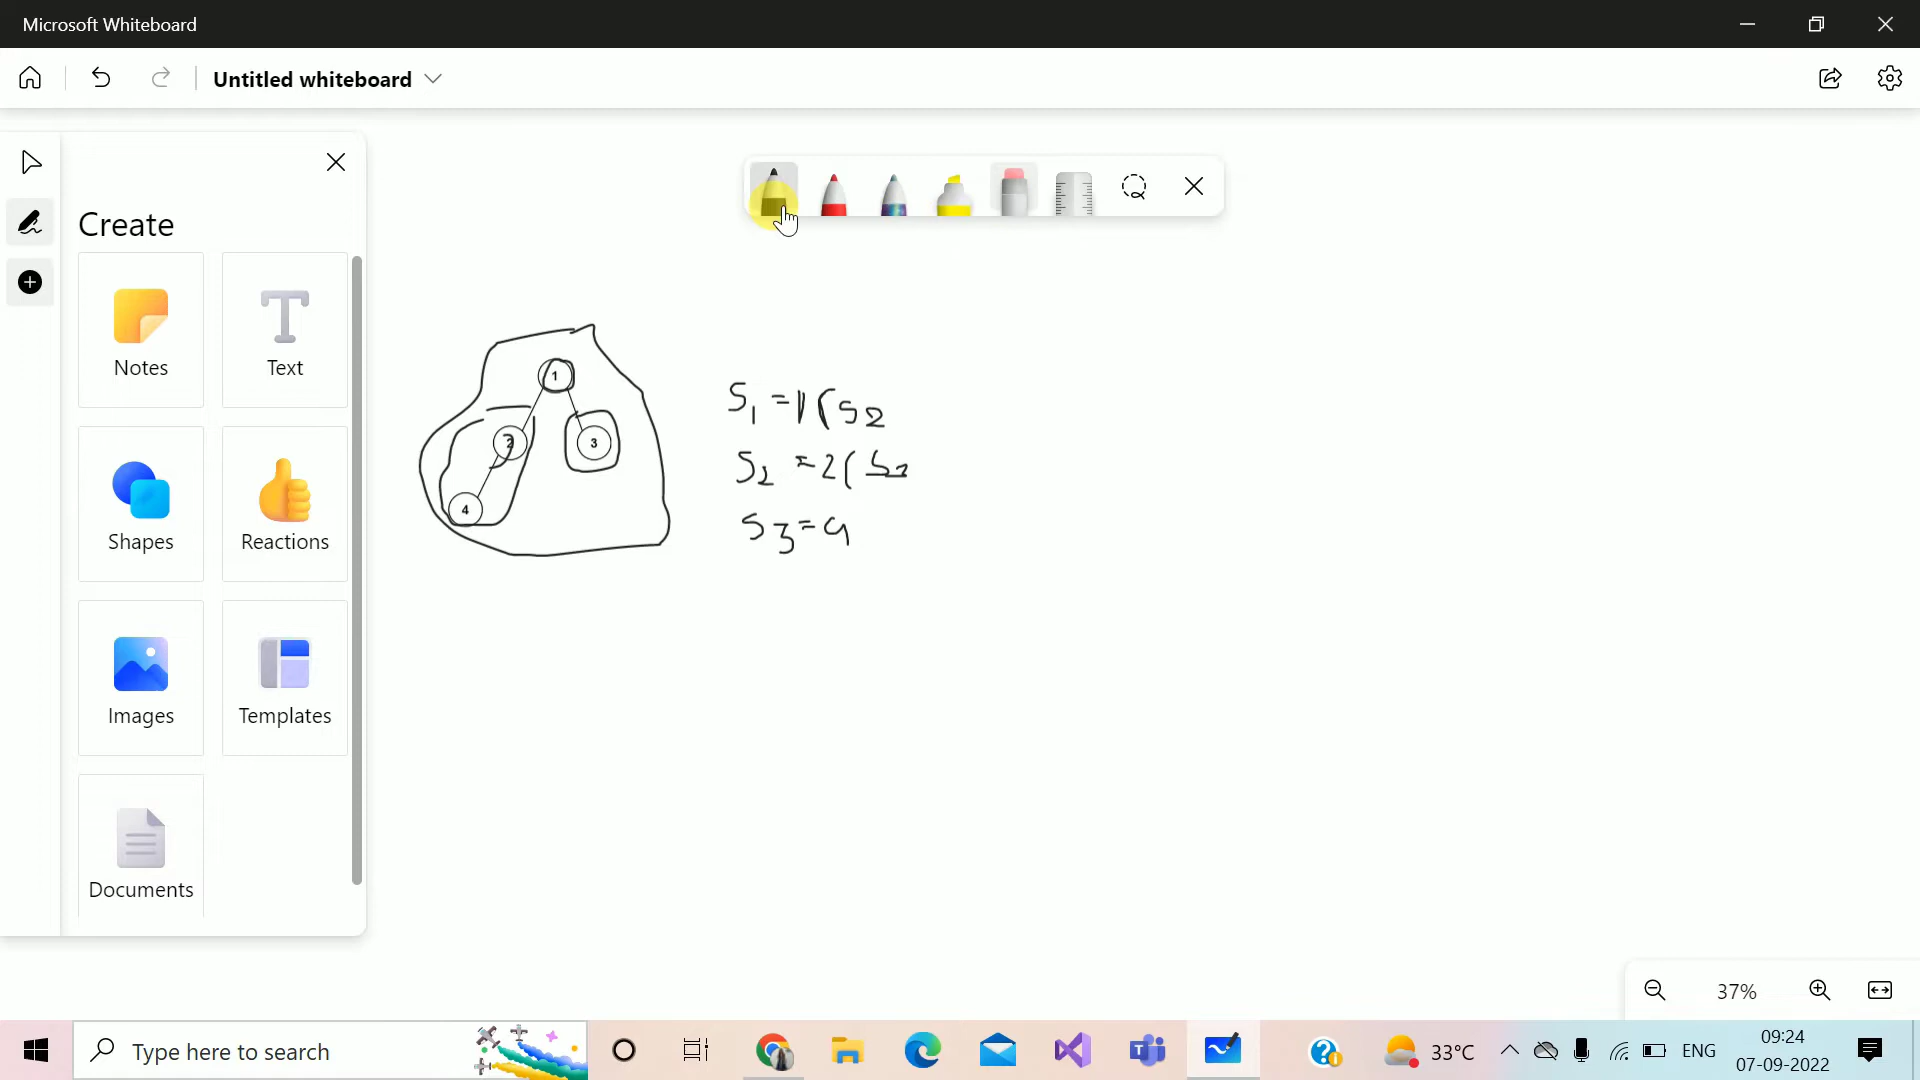 Microsoft Whiteboard
Untitled whiteboard
Create
Notes
Text
Shapes
Reactions
Images
Templates
Documents
1
2
3
4
S1 = 1(S2
S2 = 2(S3
S3 = 4
37%
Type here to search
33°C
ENG
09:24
07-09-2022